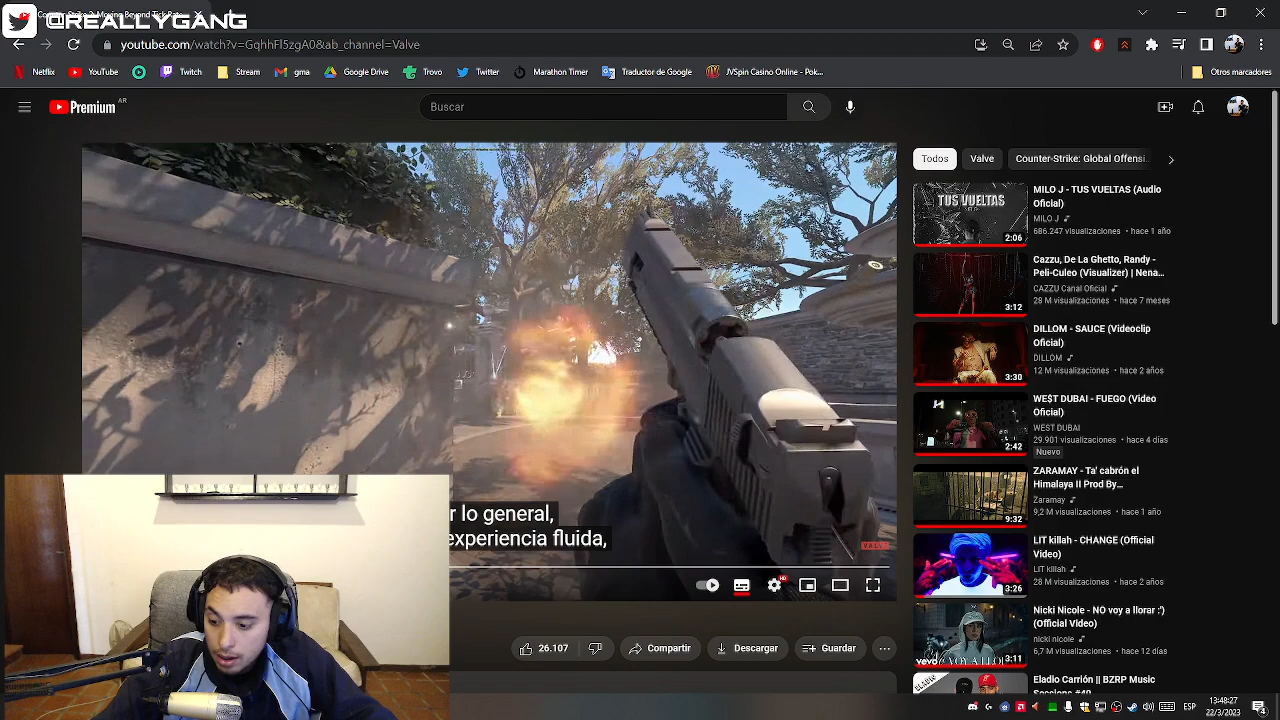 @REALLYGANG
youtube.com/watch?v=GqhhFI5zgA0&ab_channel=Valve
Netflix
YouTube
Twitch
Stream
gma
Google Drive
Trovo
Twitter
Marathon Timer
Traductor de Google
JVSpin Casino Online - Pok...
Otros marcadores
Premium AR
Buscar
Todos
Valve
Counter-Strike: Global Offensi...
MILO J - TUS VUELTAS (Audio
Oficial)
MILO J
686.247 visualizaciones • hace 1 año
TUS VUELTAS
2:06
Cazzu, De La Ghetto, Randy -
Peli-Culeo (Visualizer) | Nena...
CAZZU Canal Oficial
28 M visualizaciones • hace 7 meses
3:12
DILLOM - SAUCE (Videoclip
Oficial)
DILLOM
12 M visualizaciones • hace 2 años
3:30
WE$T DUBAI - FUEGO (Video
Oficial)
WEST DUBAI
29.901 visualizaciones • hace 4 días
Nuevo
2:42
ZARAMAY - Ta' cabrón el
Himalaya II Prod By...
Zaramay
9,2 M visualizaciones • hace 1 año
9:32
LIT killah - CHANGE (Official
Video)
LIT killah
28 M visualizaciones • hace 2 años
3:26
Nicki Nicole - NO voy a llorar :')
(Official Video)
nicki nicole
6,7 M visualizaciones • hace 12 días
vevo
3:11
Eladio Carrión || BZRP Music
r lo general,
experiencia fluida,
VALV
HD
26.107
Compartir
Descargar
Guardar
ESP
13:48:27
22/3/2023